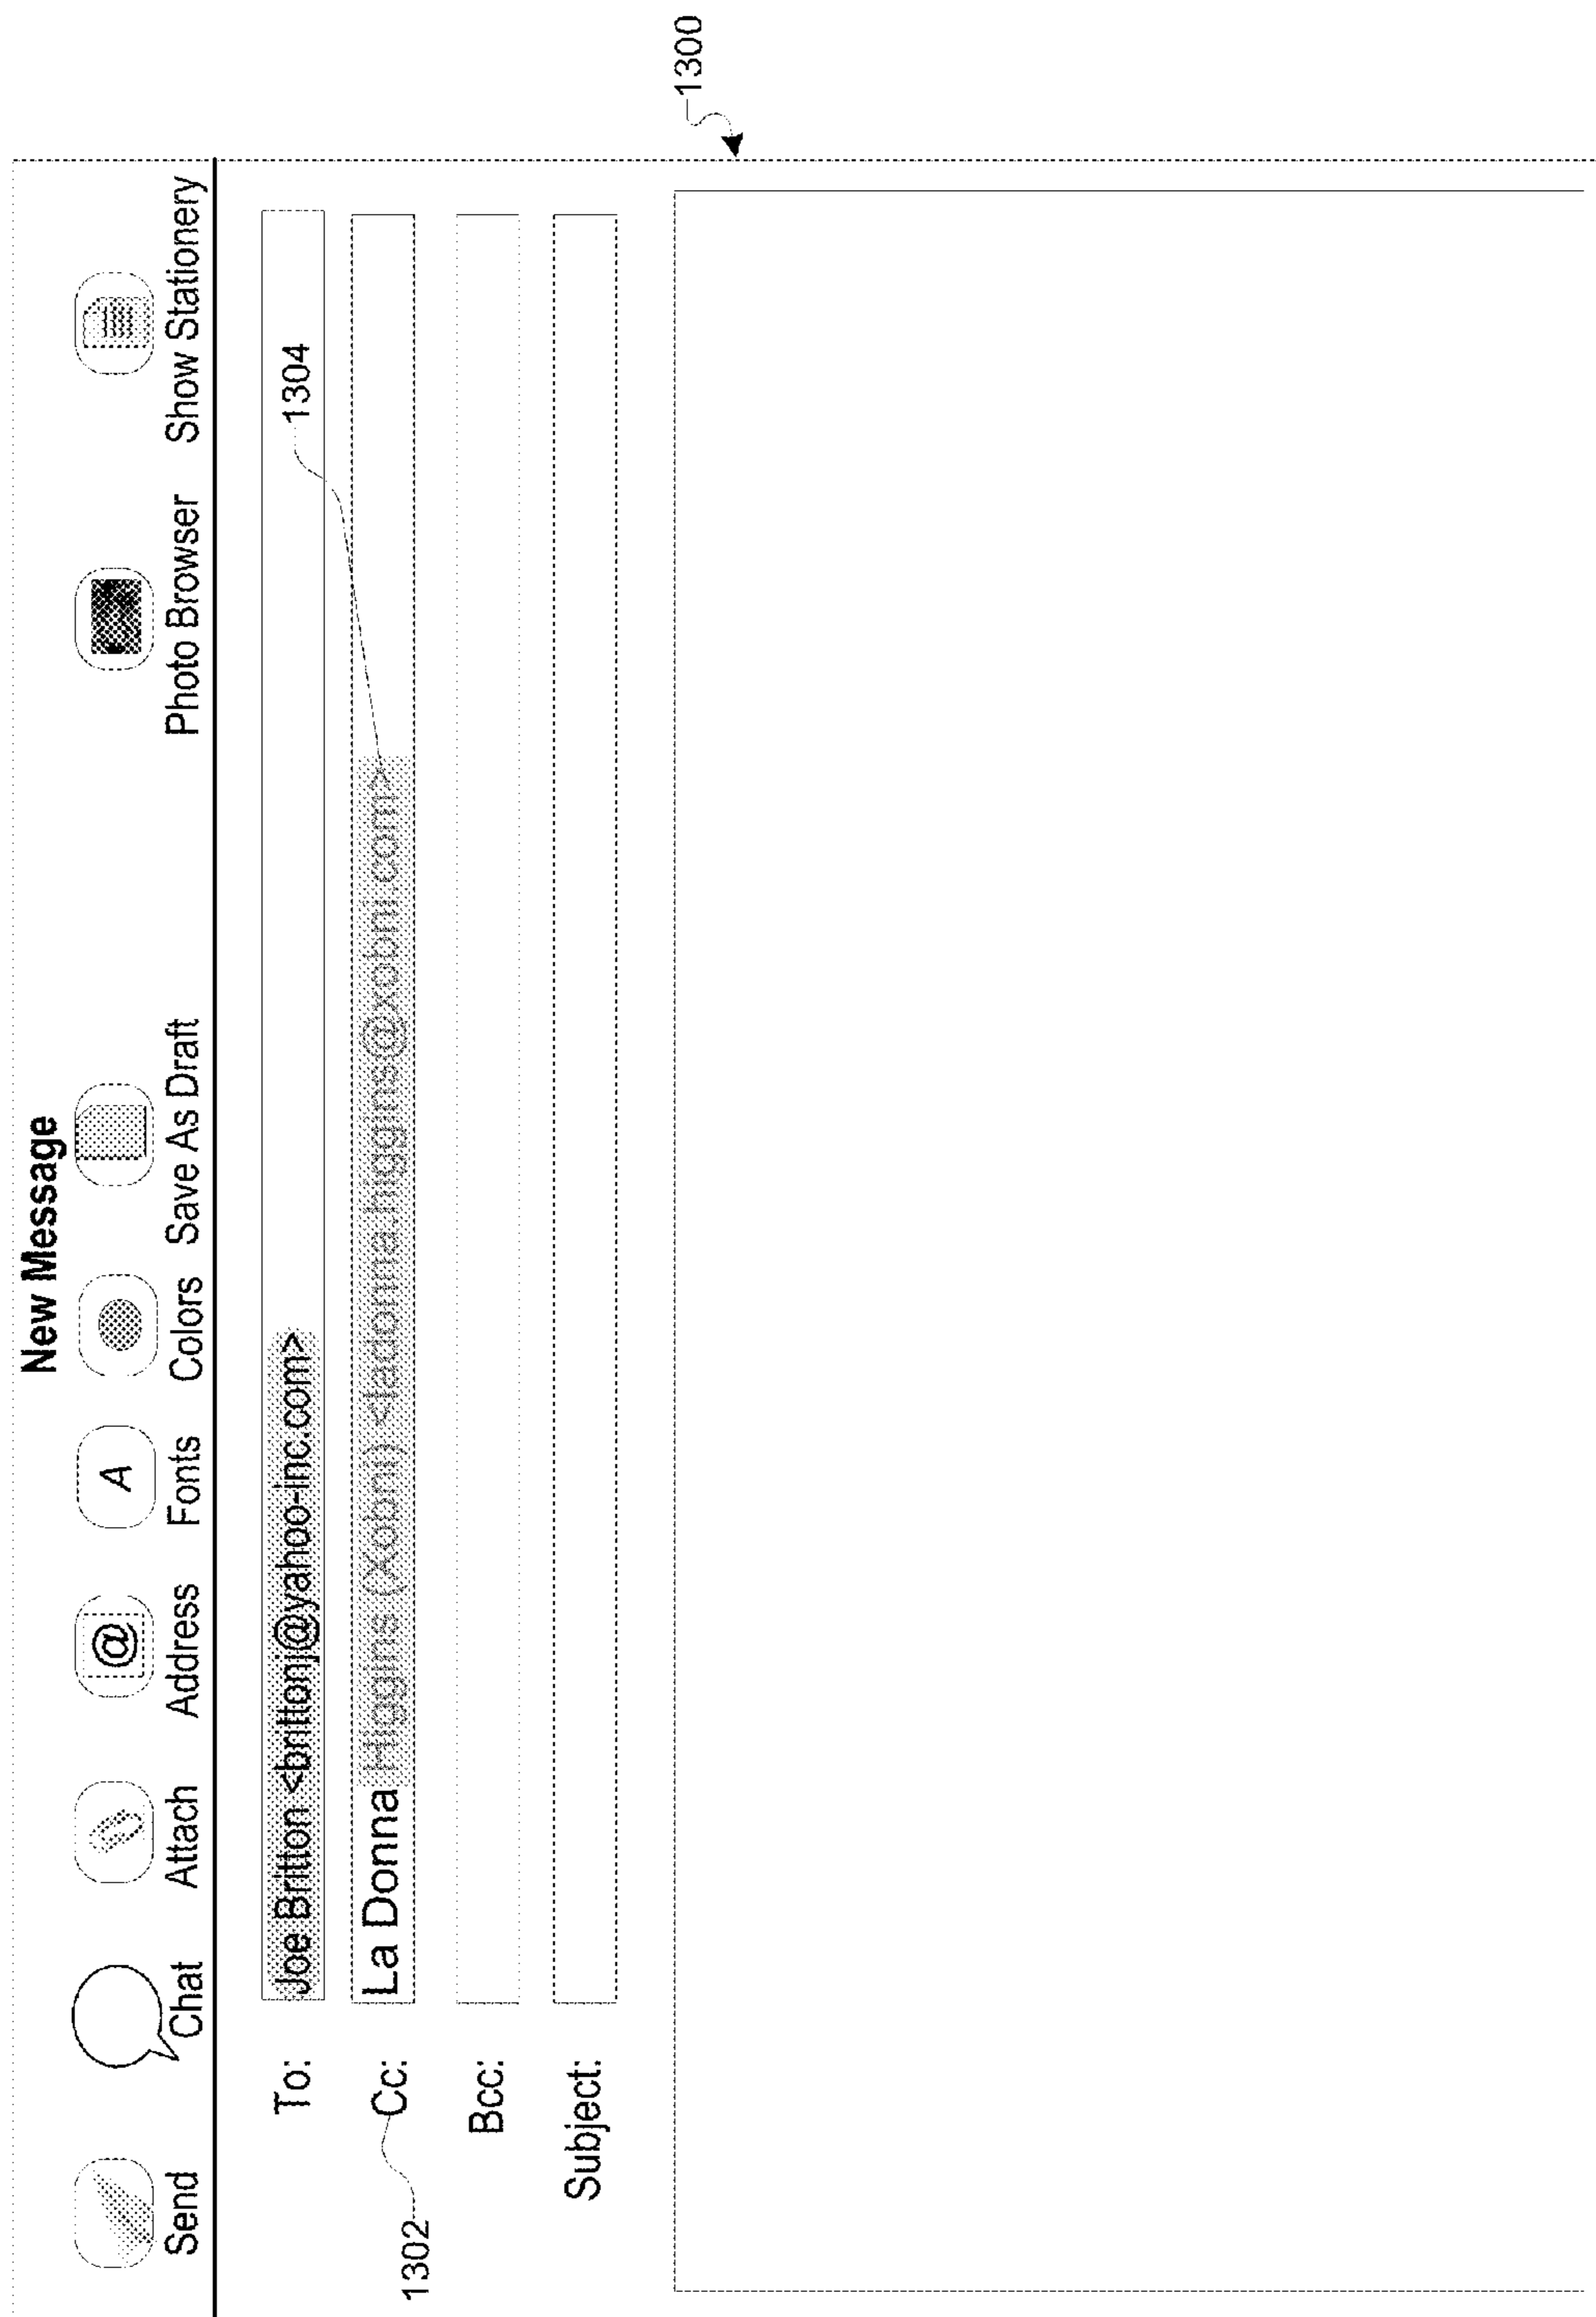 New Message
Send Chat Attach Address A Fonts Colors Save As Draft Photo Browser Show Stationery
@
To: Joe Britton <brittonj@yahoo-inc.com>
1304
Cc: La Donna Higgins (Xobni) <ladonna.higgins@xobni.com>
1302
Bcc:
Subject:
1300